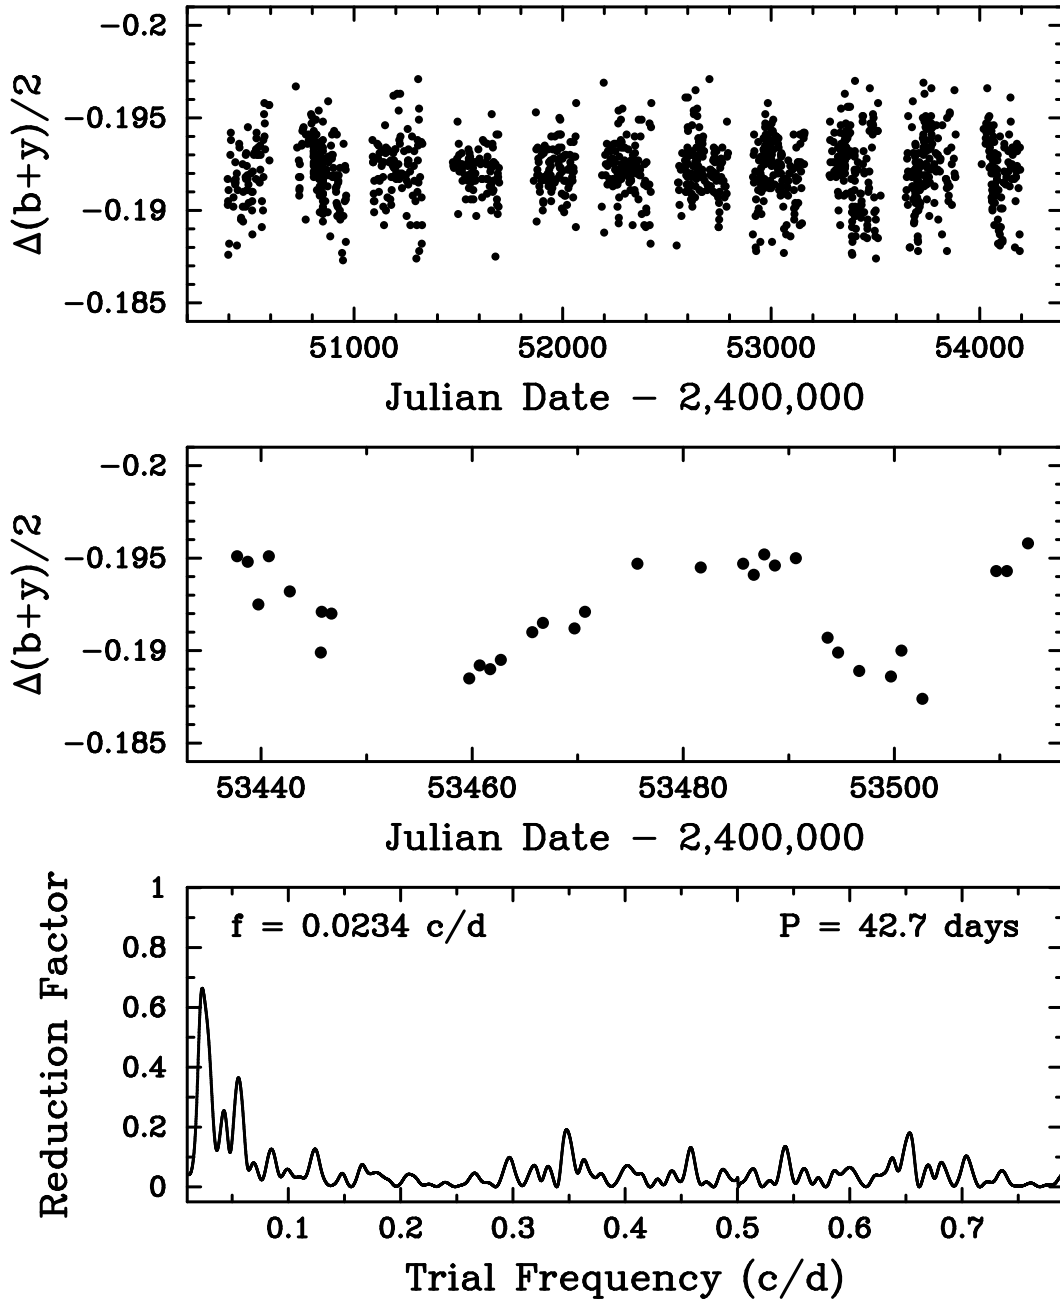 −0.2
−0.195
−0.19
−0.185
Δ(b+y)/2
51000 52000 53000 54000
Julian Date − 2,400,000
−0.2
−0.195
−0.19
−0.185
Δ(b+y)/2
53440 53460 53480 53500
Julian Date − 2,400,000
1
0.8
0.6
0.4
0.2
0
Reduction Factor
f = 0.0234 c/d P = 42.7 days
0.1 0.2 0.3 0.4 0.5 0.6 0.7
Trial Frequency (c/d)